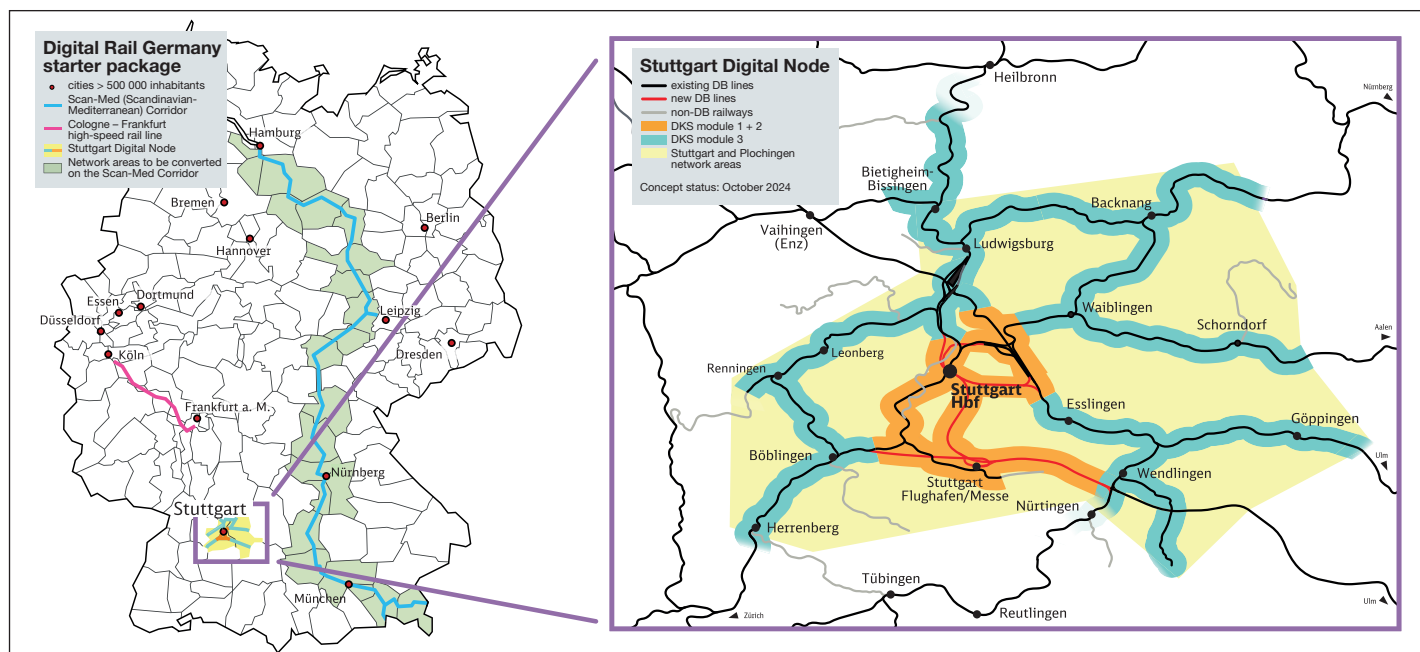 Digital Rail Germany
starter package
cities > 500 000 inhabitants
Scan-Med (Scandinavian-
Mediterranean) Corridor
Cologne – Frankfurt
high-speed rail line
Stuttgart Digital Node
Network areas to be converted
on the Scan-Med Corridor
Hamburg
Bremen
Berlin
Hannover
Essen
Dortmund
Düsseldorf
Leipzig
Köln
Dresden
Frankfurt a. M.
Nürnberg
Stuttgart
München
Stuttgart Digital Node
existing DB lines
new DB lines
non-DB railways
DKS module 1 + 2
DKS module 3
Stuttgart and Plochingen
network areas
Concept status: October 2024
Heilbronn
Nürnberg
Bietigheim-
Bissingen
Backnang
Vaihingen
(Enz)
Ludwigsburg
Waiblingen
Schorndorf
Aalen
Leonberg
Renningen
Stuttgart
Hbf
Esslingen
Göppingen
Böblingen
Ulm
Stuttgart
Flughafen/Messe
Wendlingen
Nürtingen
Herrenberg
Tübingen
Reutlingen
Zürich
Ulm